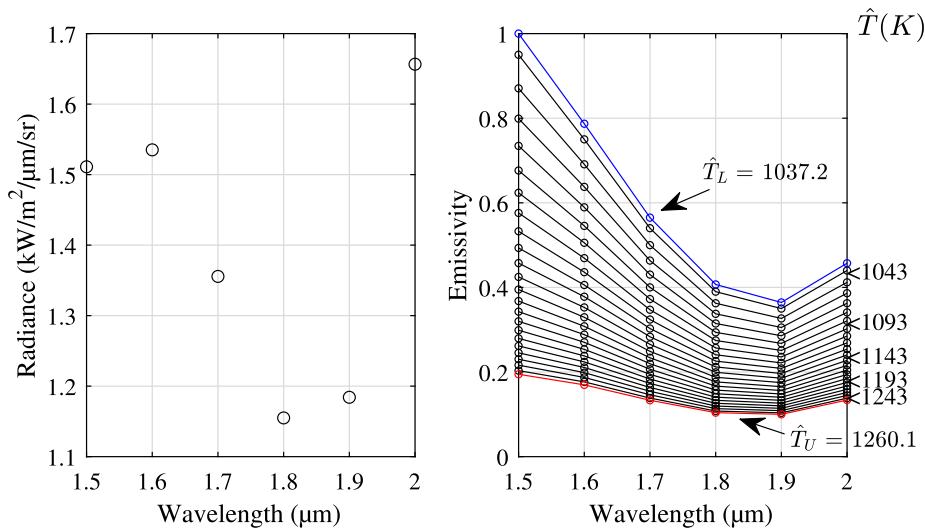 Radiance (kW/m²/μm/sr)
1.7
1.6
1.5
1.4
1.3
1.2
1.1
1.5 1.6 1.7 1.8 1.9 2
Wavelength (μm)
T̂(K)
Emissivity
1
0.8
0.6
0.4
0.2
0
T̂_L = 1037.2
1043
1093
1143
1193
1243
T̂_U = 1260.1
1.5 1.6 1.7 1.8 1.9 2
Wavelength (μm)